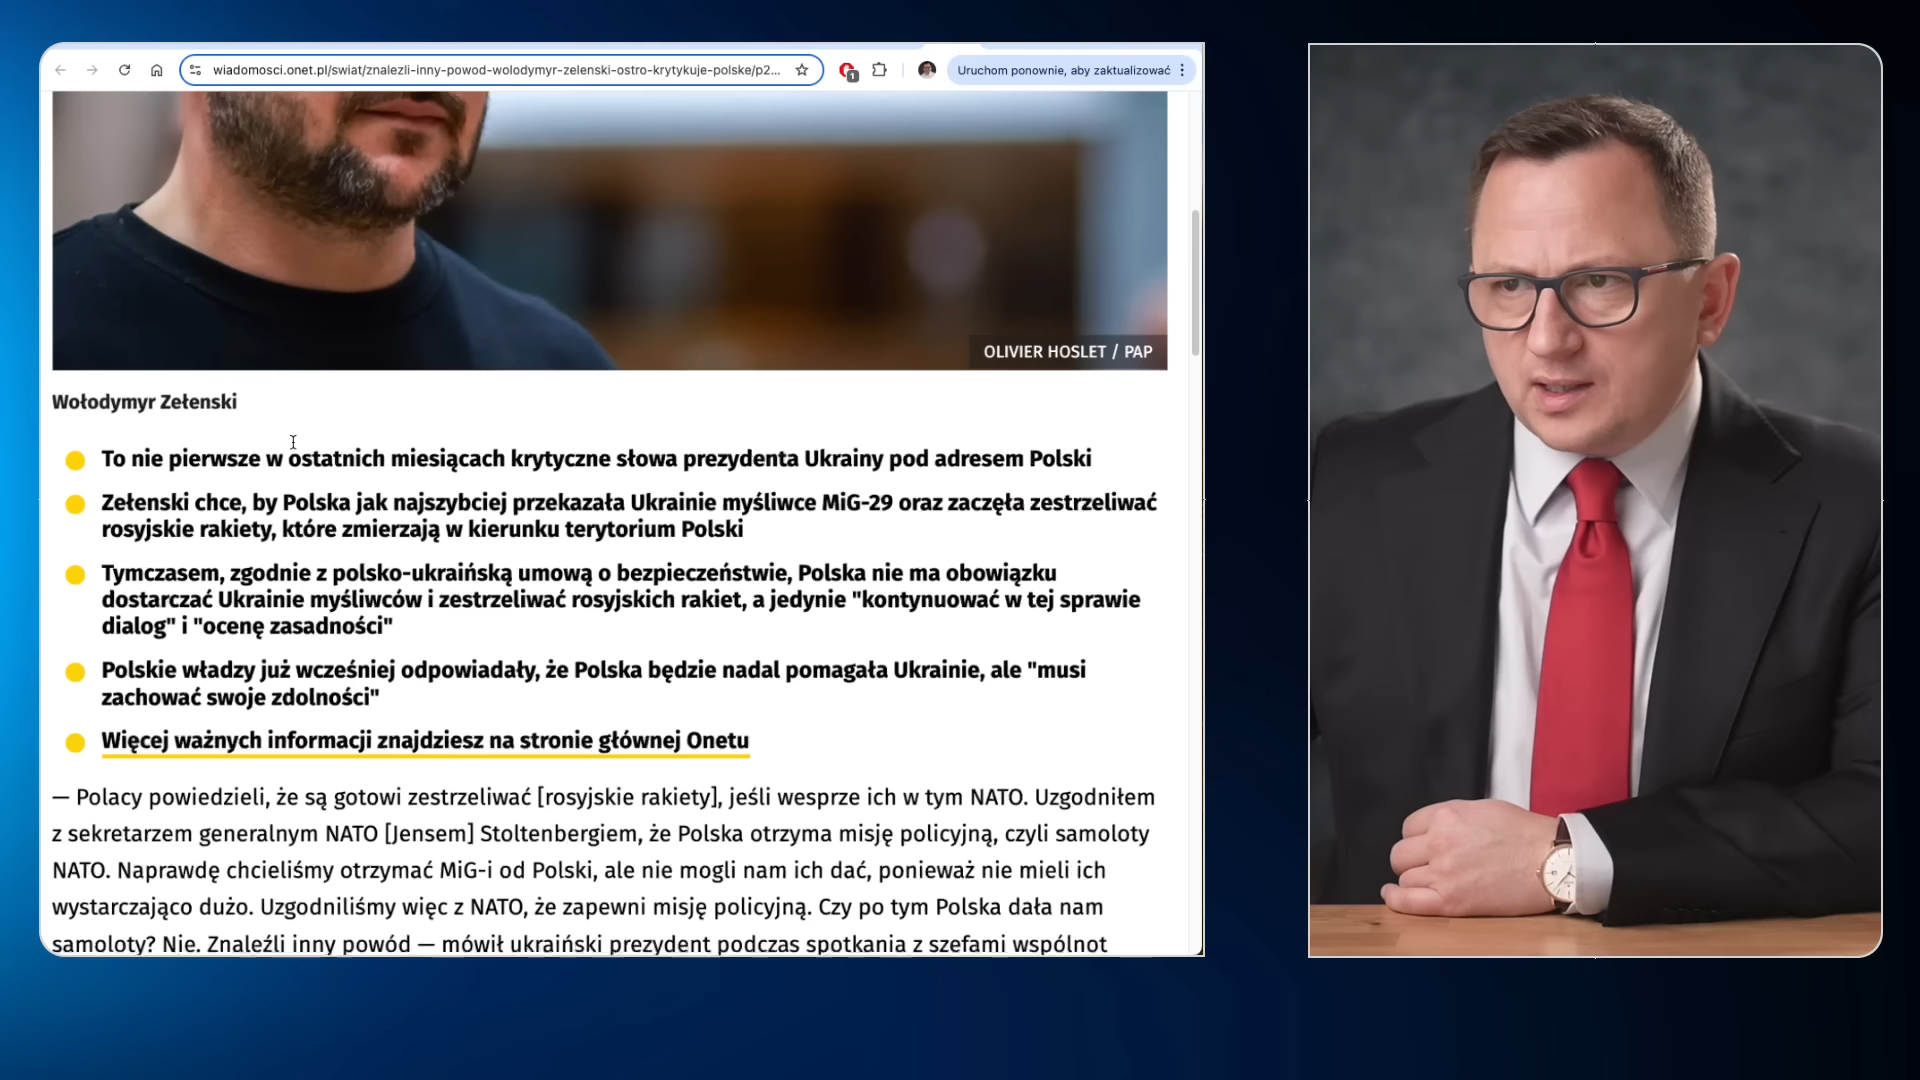 wiadomosci.onet.pl/swiat/znalezli-inny-powod-wolodymyr-zelenski-ostro-krytykuje-polske/p2...
1
Uruchom ponownie, aby zaktualizować
OLIVIER HOSLET / PAP
Wołodymyr Zełenski
To nie pierwsze w ostatnich miesiącach krytyczne słowa prezydenta Ukrainy pod adresem Polski
Zełenski chce, by Polska jak najszybciej przekazała Ukrainie myśliwce MiG-29 oraz zaczęła zestrzeliwać
rosyjskie rakiety, które zmierzają w kierunku terytorium Polski
Tymczasem, zgodnie z polsko-ukraińską umową o bezpieczeństwie, Polska nie ma obowiązku
dostarczać Ukrainie myśliwców i zestrzeliwać rosyjskich rakiet, a jedynie "kontynuować w tej sprawie
dialog" i "ocenę zasadności"
Polskie władzy już wcześniej odpowiadały, że Polska będzie nadal pomagała Ukrainie, ale "musi
zachować swoje zdolności"
Więcej ważnych informacji znajdziesz na stronie głównej Onetu
— Polacy powiedzieli, że są gotowi zestrzeliwać [rosyjskie rakiety], jeśli wesprze ich w tym NATO. Uzgodniłem
z sekretarzem generalnym NATO [Jensem] Stoltenbergiem, że Polska otrzyma misję policyjną, czyli samoloty
NATO. Naprawdę chcieliśmy otrzymać MiG-i od Polski, ale nie mogli nam ich dać, ponieważ nie mieli ich
wystarczająco dużo. Uzgodniliśmy więc z NATO, że zapewni misję policyjną. Czy po tym Polska dała nam
samoloty? Nie. Znaleźli inny powód — mówił ukraiński prezydent podczas spotkania z szefami wspólnot